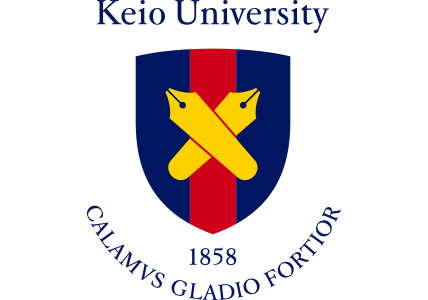 Keio University
1858
CALAMVS GLADIO FORTIOR